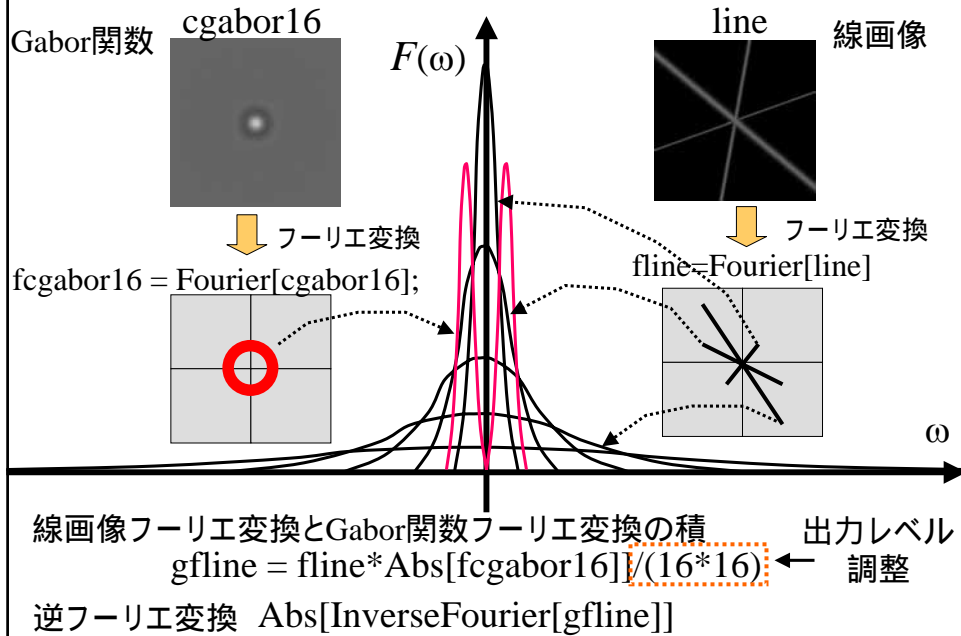 Gabor関数
cgabor16
F(ω)
line
線画像
フーリエ変換
フーリエ変換
fcgabor16 = Fourier[cgabor16];
fline=Fourier[line]
ω
線画像フーリエ変換とGabor関数フーリエ変換の積
出力レベル
調整
gfline = fline*Abs[fcgabor16]]/(16*16)
逆フーリエ変換 Abs[InverseFourier[gfline]]